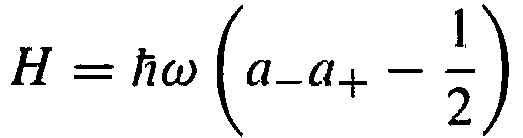 H = ħω (a₋a₊ − 1/2)